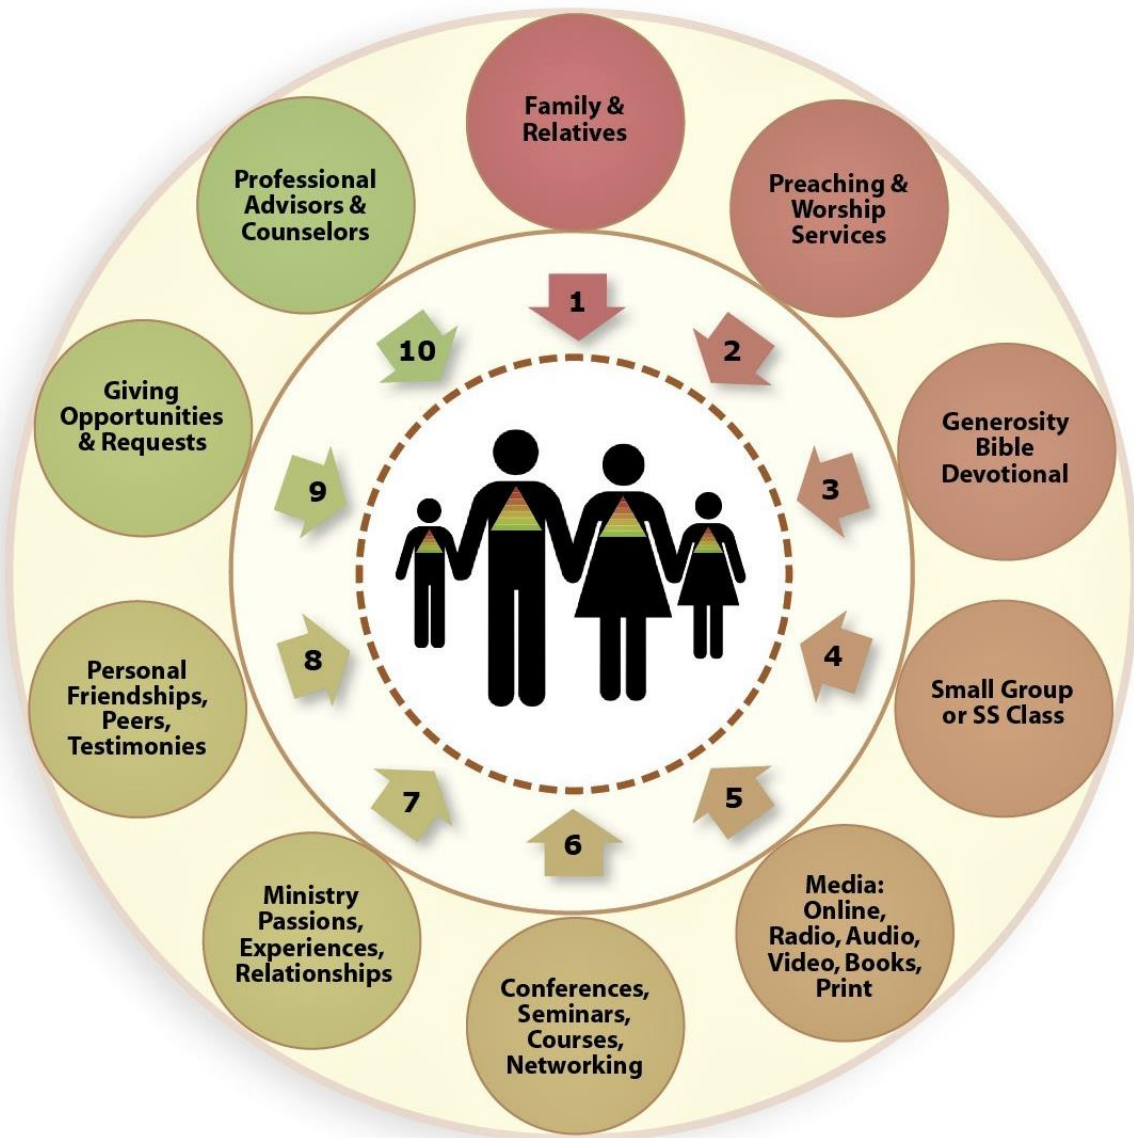 Family &
Relatives
Preaching &
Worship
Services
Generosity
Bible
Devotional
Small Group
or SS Class
Media:
Online,
Radio, Audio,
Video, Books,
Print
Conferences,
Seminars,
Courses,
Networking
Ministry
Passions,
Experiences,
Relationships
Personal
Friendships,
Peers,
Testimonies
Giving
Opportunities
& Requests
Professional
Advisors &
Counselors
1
2
3
4
5
6
7
8
9
10